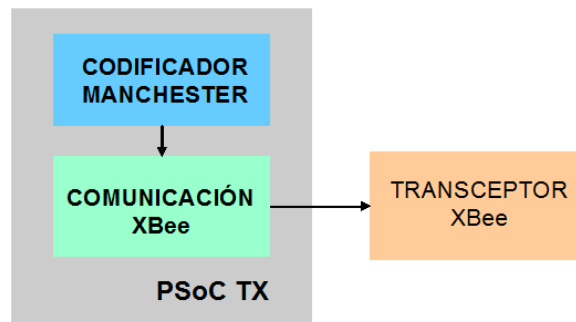 CODIFICADOR
MANCHESTER
COMUNICACIÓN
XBee
TRANSCEPTOR
XBee
PSoC TX